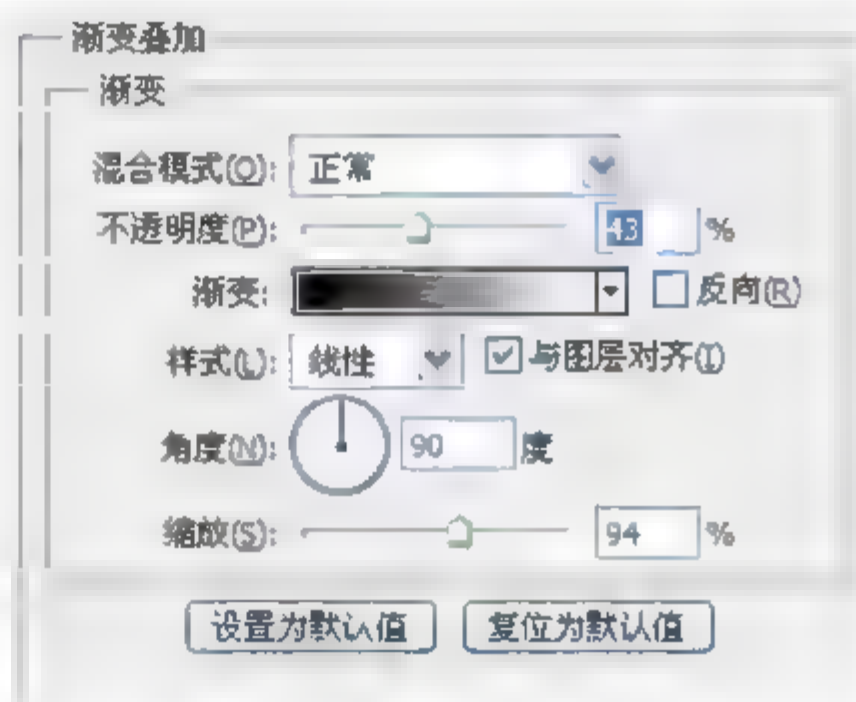 渐变叠加
渐变
混合模式(O): 正常
不透明度(P): 43 %
渐变: 反向(R)
样式(L): 线性 与图层对齐(I)
角度(N): 90 度
缩放(S): 94 %
设置为默认值 复位为默认值